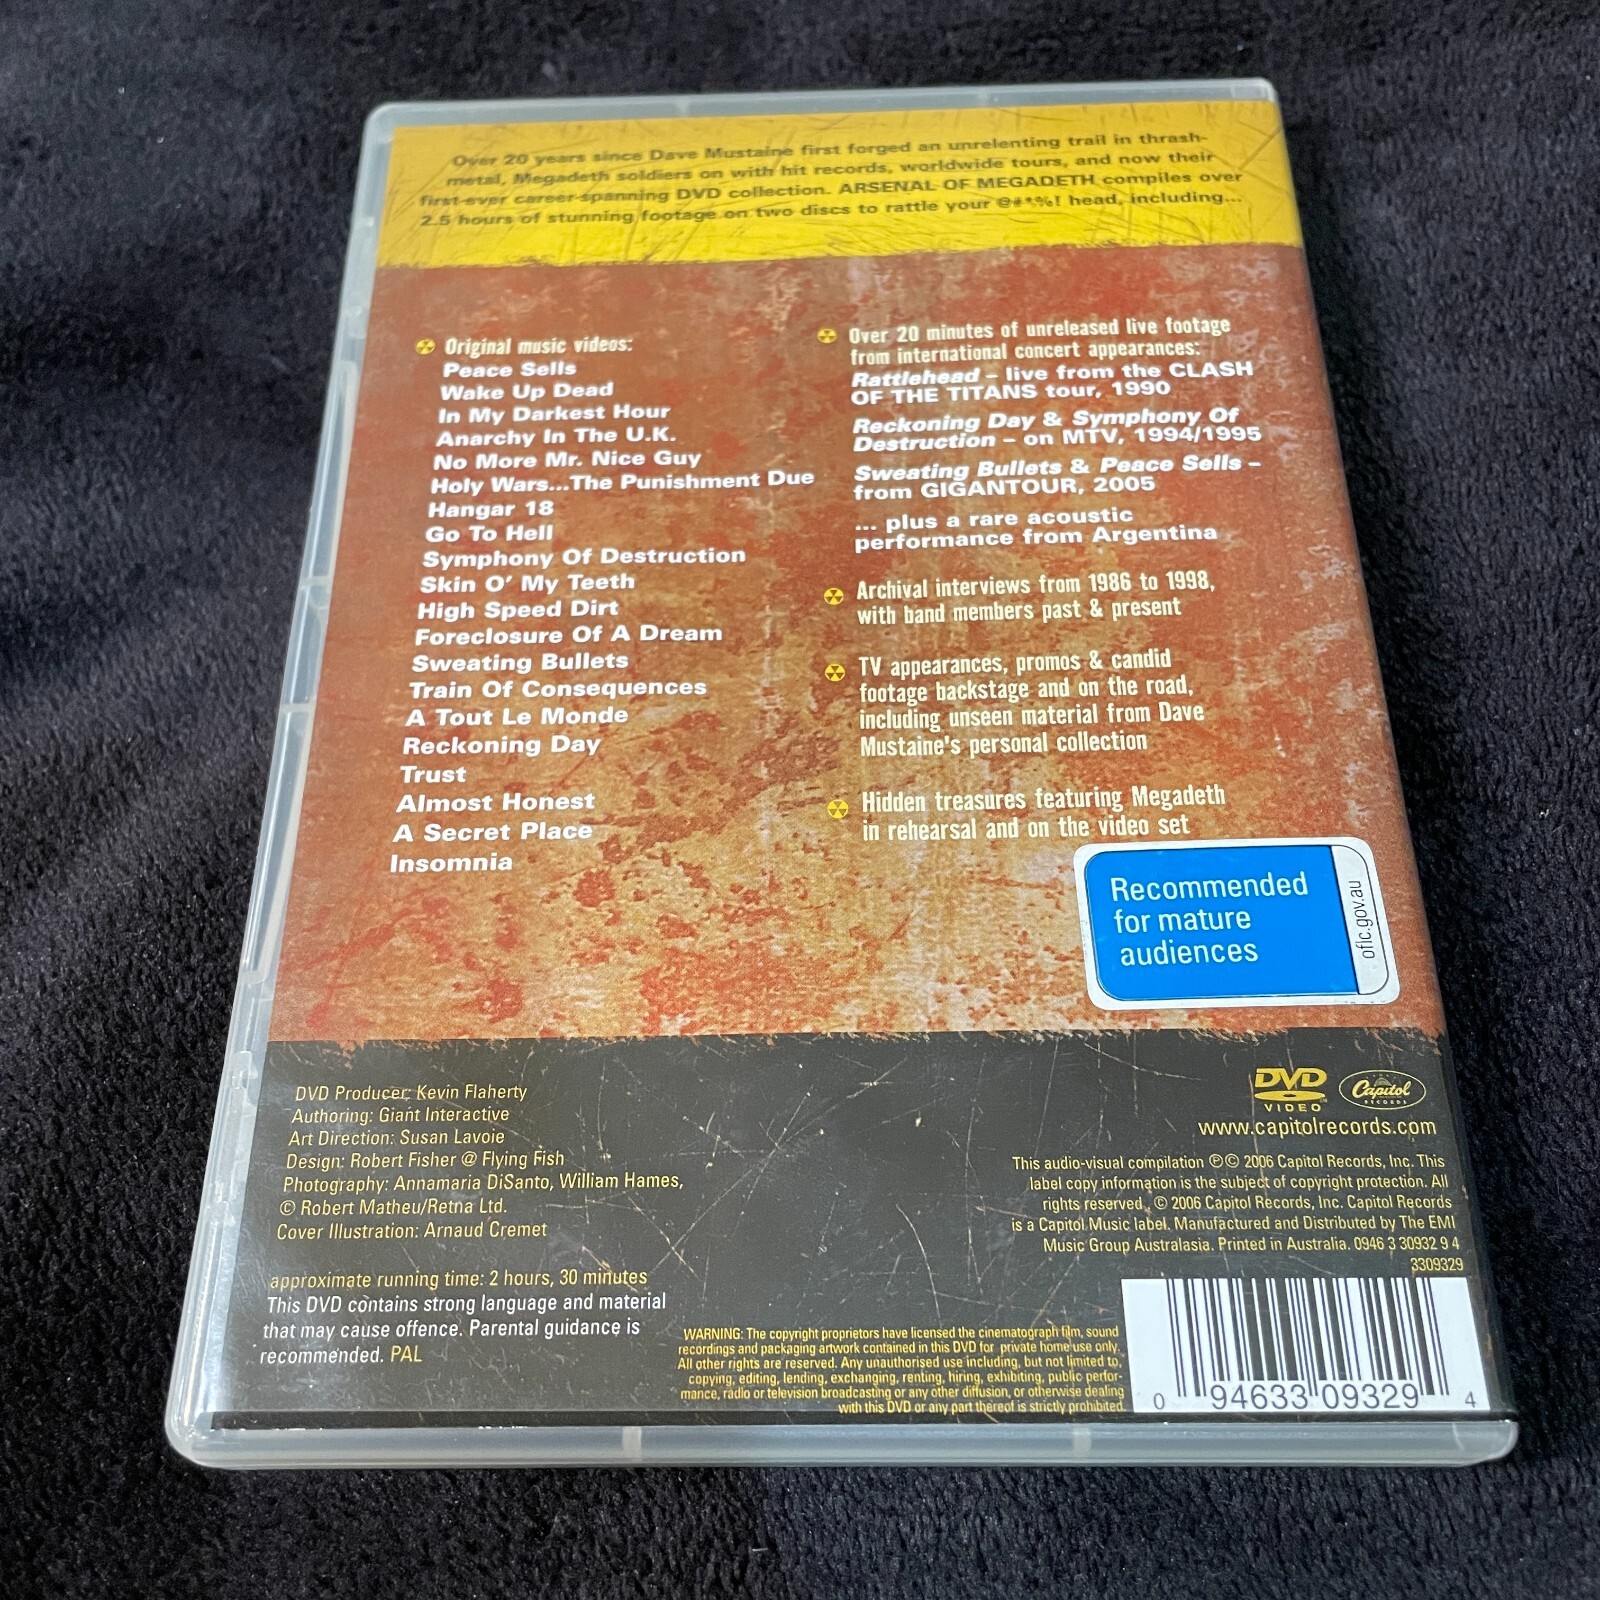 Over 20 years since Dave Mustaine first forged an unrelenting trail in thrash-
metal, Megadeth soldiers on with hit records, worldwide tours, and now their
first-ever career-spanning DVD collection. ARSENAL OF MEGADETH compiles over
2.5 hours of stunning footage on two discs to rattle your @#*%! head, including...
Original music videos:
Peace Sells
Wake Up Dead
In My Darkest Hour
Anarchy In The U.K.
No More Mr. Nice Guy
Holy Wars...The Punishment Due
Hangar 18
Go To Hell
Symphony Of Destruction
Skin O' My Teeth
High Speed Dirt
Foreclosure Of A Dream
Sweating Bullets
Train Of Consequences
A Tout Le Monde
Reckoning Day
Trust
Almost Honest
A Secret Place
Insomnia
Over 20 minutes of unreleased live footage
from international concert appearances:
Rattlehead – live from the CLASH
OF THE TITANS tour, 1990
Reckoning Day & Symphony Of
Destruction – on MTV, 1994/1995
Sweating Bullets & Peace Sells –
from GIGANTOUR, 2005
... plus a rare acoustic
performance from Argentina
Archival interviews from 1986 to 1998,
with band members past & present
TV appearances, promos & candid
footage backstage and on the road,
including unseen material from Dave
Mustaine's personal collection
Hidden treasures featuring Megadeth
in rehearsal and on the video set
Recommended
for mature
audiences
oflc.gov.au
DVD Producer: Kevin Flaherty
Authoring: Giant Interactive
Art Direction: Susan Lavoie
Design: Robert Fisher @ Flying Fish
Photography: Annamaria DiSanto, William Hames,
© Robert Matheu/Retna Ltd.
Cover Illustration: Arnaud Cremet
approximate running time: 2 hours, 30 minutes
This DVD contains strong language and material
that may cause offence. Parental guidance is
recommended. PAL
DVD
VIDEO
Capitol
RECORDS
www.capitolrecords.com
This audio-visual compilation ℗© 2006 Capitol Records, Inc. This
label copy information is the subject of copyright protection. All
rights reserved. © 2006 Capitol Records, Inc. Capitol Records
is a Capitol Music label. Manufactured and Distributed by The EMI
Music Group Australasia. Printed in Australia. 0946 3 30932 9 4
3309329
WARNING: The copyright proprietors have licensed the cinematograph film, sound
recordings and packaging artwork contained in this DVD for private home use only.
All other rights are reserved. Any unauthorised use including, but not limited to,
copying, editing, lending, exchanging, renting, hiring, exhibiting, public perfor-
mance, radio or television broadcasting or any other diffusion, or otherwise dealing
with this DVD or any part thereof is strictly prohibited.
0 94633 09329 4